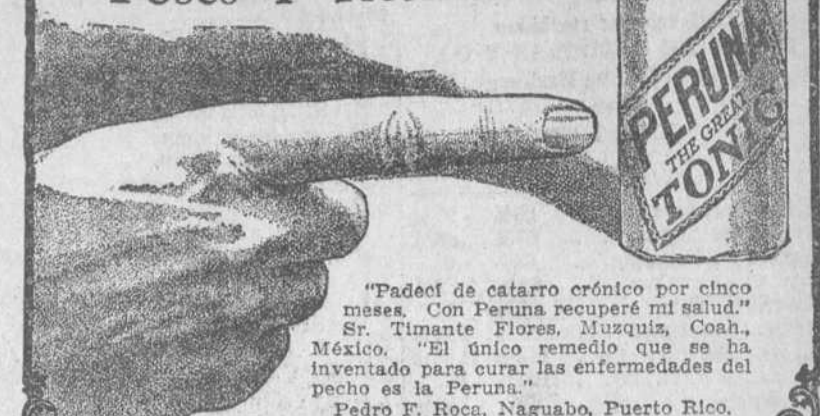 PERUNA
THE GREAT
TONIC
"Padecí de catarro crónico por cinco
meses. Con Peruna recuperé mi salud."
Sr. Timante Flores, Muzquiz, Coah.,
México. "El único remedio que se ha
inventado para curar las enfermedades del
pecho es la Peruna."
Pedro F. Roca, Naguabo, Puerto Rico.